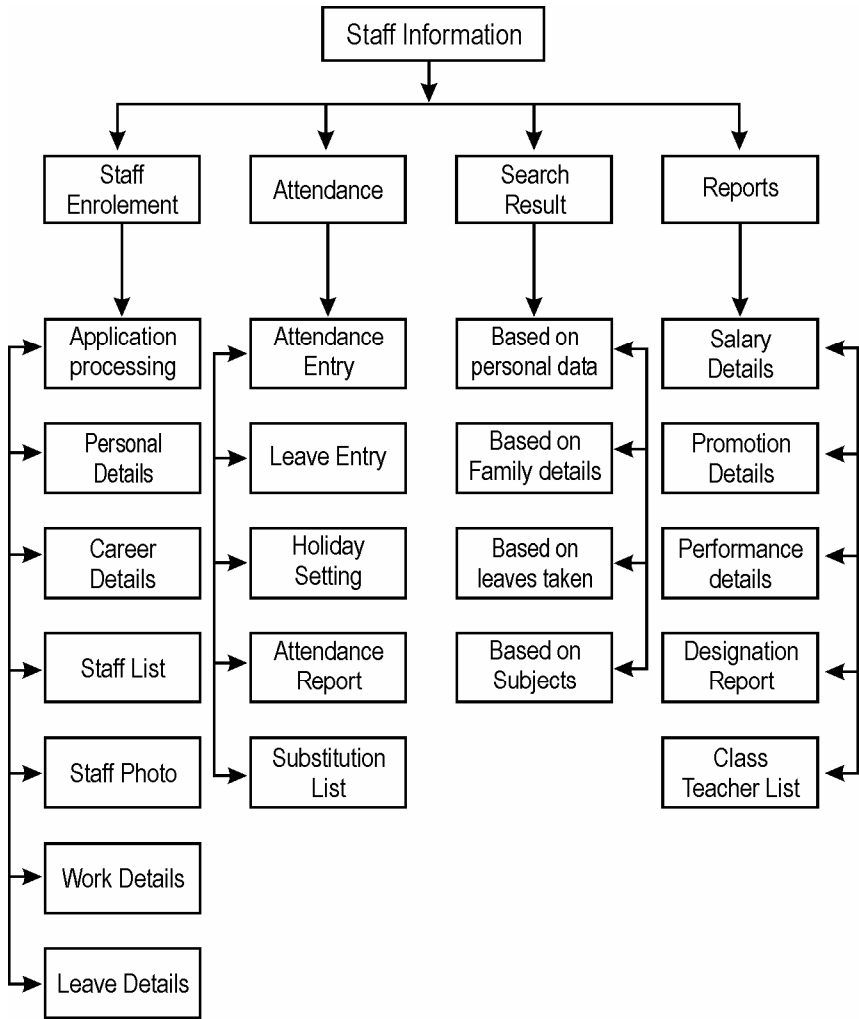 Staff Information
Staff
Enrolement
Attendance
Search
Result
Reports
Application
processing
Personal
Details
Career
Details
Staff List
Staff Photo
Work Details
Leave Details
Attendance
Entry
Leave Entry
Holiday
Setting
Attendance
Report
Substitution
List
Based on
personal data
Based on
Family details
Based on
leaves taken
Based on
Subjects
Salary
Details
Promotion
Details
Performance
details
Designation
Report
Class
Teacher List